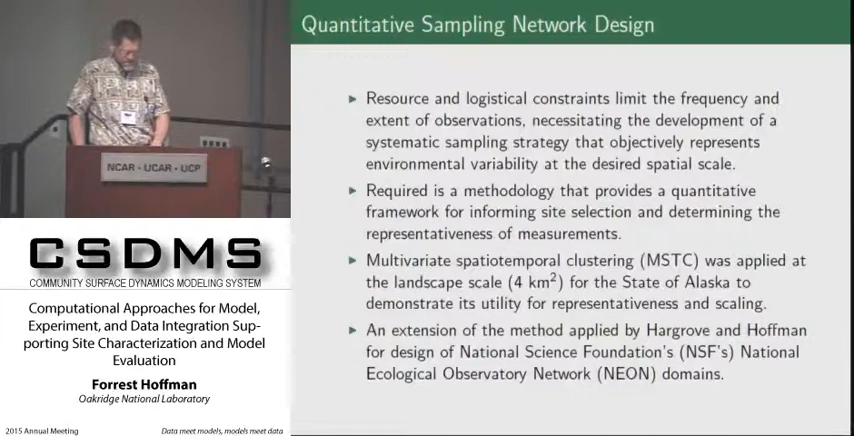 Quantitative Sampling Network Design
Resource and logistical constraints limit the frequency and
extent of observations, necessitating the development of a
systematic sampling strategy that objectively represents
environmental variability at the desired spatial scale.
Required is a methodology that provides a quantitative
framework for informing site selection and determining the
representativeness of measurements.
Multivariate spatiotemporal clustering (MSTC) was applied at
the landscape scale (4 km²) for the State of Alaska to
demonstrate its utility for representativeness and scaling.
An extension of the method applied by Hargrove and Hoffman
for design of National Science Foundation's (NSF's) National
Ecological Observatory Network (NEON) domains.
NCAR · UCAR · UCP
CSDMS
COMMUNITY SURFACE DYNAMICS MODELING SYSTEM
Computational Approaches for Model,
Experiment, and Data Integration Sup-
porting Site Characterization and Model
Evaluation
Forrest Hoffman
Oakridge National Laboratory
2015 Annual Meeting
Data meet models, models meet data